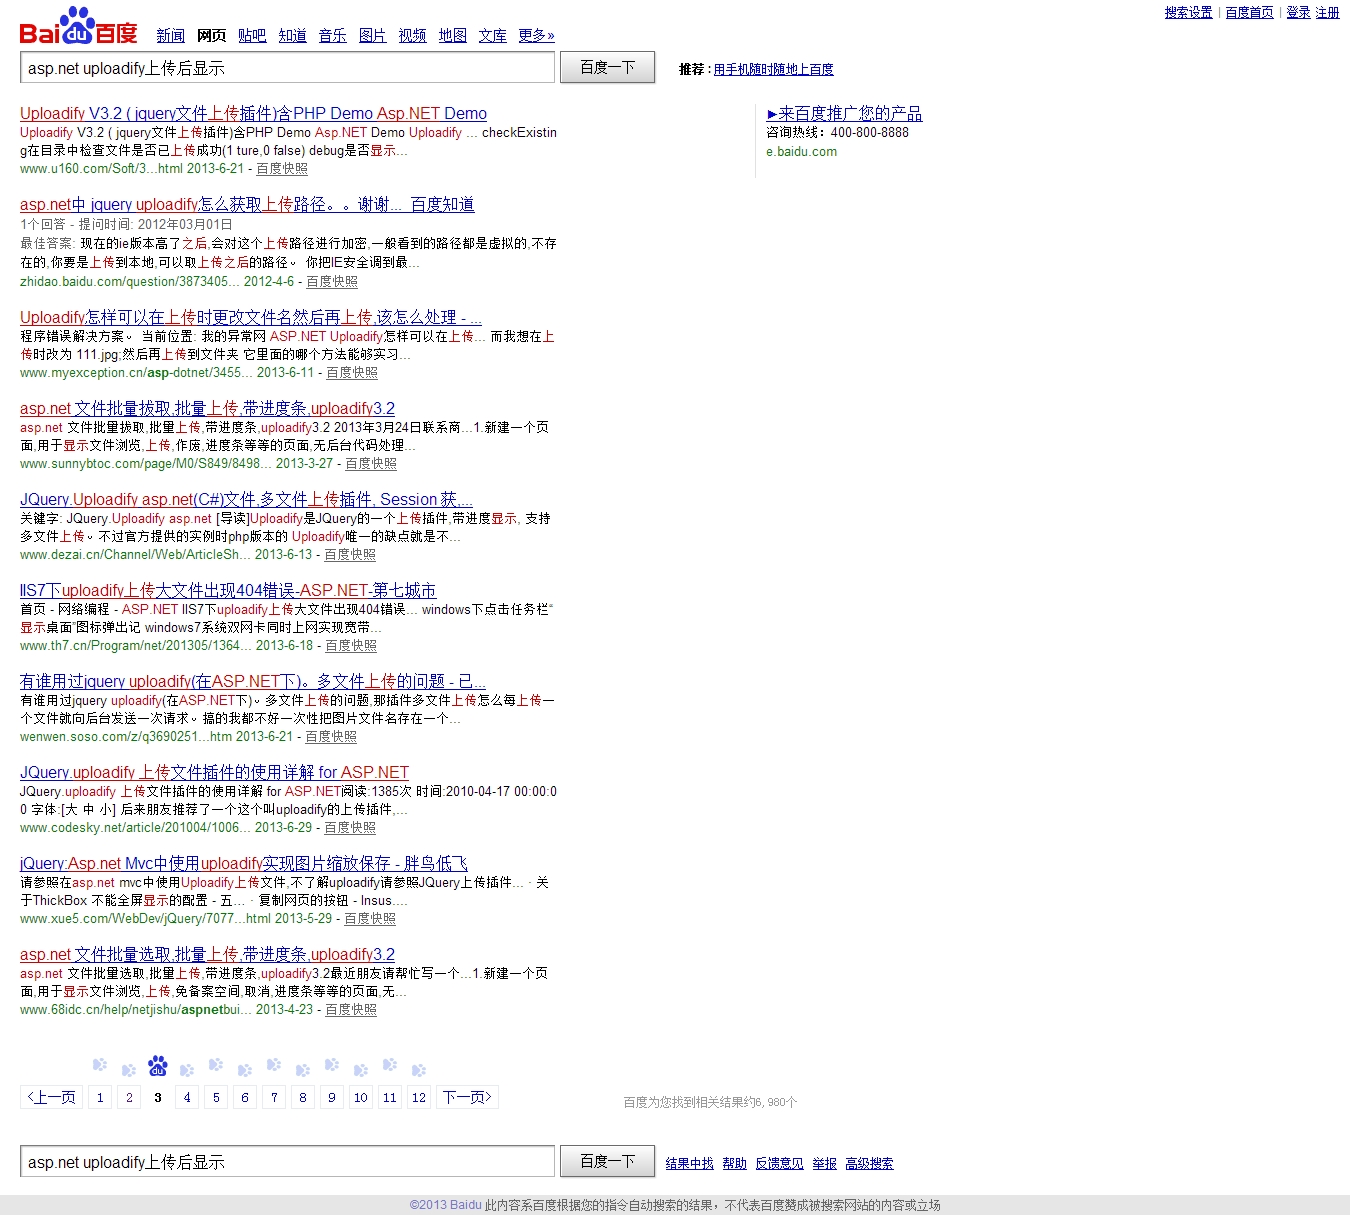 搜索设置 | 百度首页 | 登录 注册
Bai du 百度 新闻 网页 贴吧 知道 音乐 图片 视频 地图 文库 更多»
asp.net uploadify上传后显示 百度一下 推荐 : 用手机随时随地上百度
Uploadify V3.2 ( jquery文件上传插件)含PHP Demo Asp.NET Demo
Uploadify V3.2 ( jquery文件上传插件)含PHP Demo Asp.NET Demo Uploadify ... checkExistin
g在目录中检查文件是否已上传成功(1 ture,0 false) debug是否显示...
www.u160.com/Soft/3...html 2013-6-21 - 百度快照
►来百度推广您的产品
咨询热线：400-800-8888
e.baidu.com
asp.net中 jquery uploadify怎么获取上传路径。。谢谢... 百度知道
1个回答 - 提问时间: 2012年03月01日
最佳答案: 现在的ie版本高了之后,会对这个上传路径进行加密,一般看到的路径都是虚拟的,不存
在的,你要是上传到本地,可以取上传之后的路径。 你把IE安全调到最...
zhidao.baidu.com/question/3873405... 2012-4-6 - 百度快照
Uploadify怎样可以在上传时更改文件名然后再上传,该怎么处理 - ...
程序错误解决方案。 当前位置: 我的异常网 ASP.NET Uploadify怎样可以在上传... 而我想在上
传时改为 111.jpg;然后再上传到文件夹 它里面的哪个方法能够实习...
www.myexception.cn/asp-dotnet/3455... 2013-6-11 - 百度快照
asp.net 文件批量拔取,批量上传,带进度条,uploadify3.2
asp.net 文件批量拔取,批量上传,带进度条,uploadify3.2 2013年3月24日联系商...1.新建一个页
面,用于显示文件浏览,上传,作废,进度条等等的页面,无后台代码处理...
www.sunnybtoc.com/page/M0/S849/8498... 2013-3-27 - 百度快照
JQuery.Uploadify asp.net(C#)文件,多文件上传插件, Session 获,...
关键字: JQuery.Uploadify asp.net [导读]Uploadify是JQuery的一个上传插件,带进度显示, 支持
多文件上传。不过官方提供的实例时php版本的 Uploadify唯一的缺点就是不...
www.dezai.cn/Channel/Web/ArticleSh... 2013-6-13 - 百度快照
IIS7下uploadify上传大文件出现404错误-ASP.NET-第七城市
首页 - 网络编程 - ASP.NET IIS7下uploadify上传大文件出现404错误... windows下点击任务栏“
显示桌面”图标弹出记 windows7系统双网卡同时上网实现宽带...
www.th7.cn/Program/net/201305/1364... 2013-6-18 - 百度快照
有谁用过jquery uploadify(在ASP.NET下)。多文件上传的问题 - 已...
有谁用过jquery uploadify(在ASP.NET下)。多文件上传的问题,那插件多文件上传怎么每上传一
个文件就向后台发送一次请求。搞的我都不好一次性把图片文件名存在一个...
wenwen.soso.com/z/q3690251...htm 2013-6-21 - 百度快照
JQuery.uploadify 上传文件插件的使用详解 for ASP.NET
JQuery.uploadify 上传文件插件的使用详解 for ASP.NET阅读:1385次 时间:2010-04-17 00:00:0
0 字体:[大 中 小] 后来朋友推荐了一个这个叫uploadify的上传插件,...
www.codesky.net/article/201004/1006... 2013-6-29 - 百度快照
jQuery:Asp.net Mvc中使用uploadify实现图片缩放保存 - 胖鸟低飞
请参照在asp.net mvc中使用Uploadify上传文件,不了解uploadify请参照JQuery上传插件... · 关
于ThickBox 不能全屏显示的配置 - 五... · 复制网页的按钮 - Insus....
www.xue5.com/WebDev/jQuery/7077...html 2013-5-29 - 百度快照
asp.net 文件批量选取,批量上传,带进度条,uploadify3.2
asp.net 文件批量选取,批量上传,带进度条,uploadify3.2最近朋友请帮忙写一个...1.新建一个页
面,用于显示文件浏览,上传,免备案空间,取消,进度条等等的页面,无...
www.68idc.cn/help/netjishu/aspnetbui... 2013-4-23 - 百度快照
du
<上一页 1 2 3 4 5 6 7 8 9 10 11 12 下一页> 百度为您找到相关结果约6,980个
asp.net uploadify上传后显示 百度一下 结果中找 帮助 反馈意见 举报 高级搜索
©2013 Baidu 此内容系百度根据您的指令自动搜索的结果，不代表百度赞成被搜索网站的内容或立场